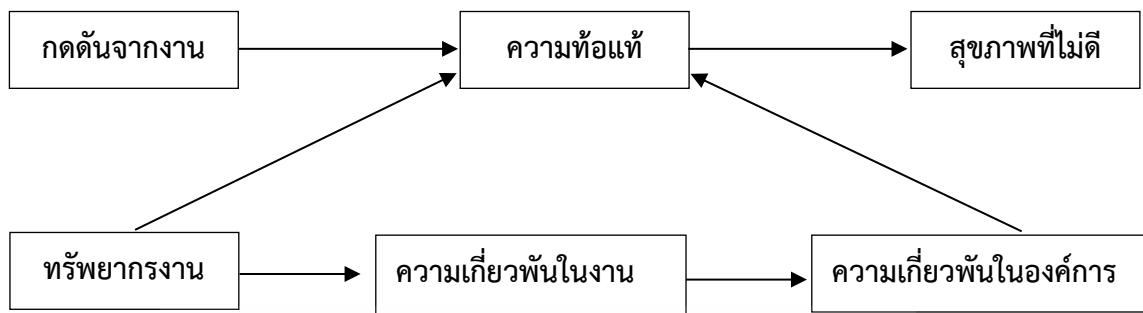 กดดันจากงาน
ความท้อแท้
สุขภาพที่ไม่ดี
ทรัพยากรงาน
ความเกี่ยวพันในงาน
ความเกี่ยวพันในองค์การ